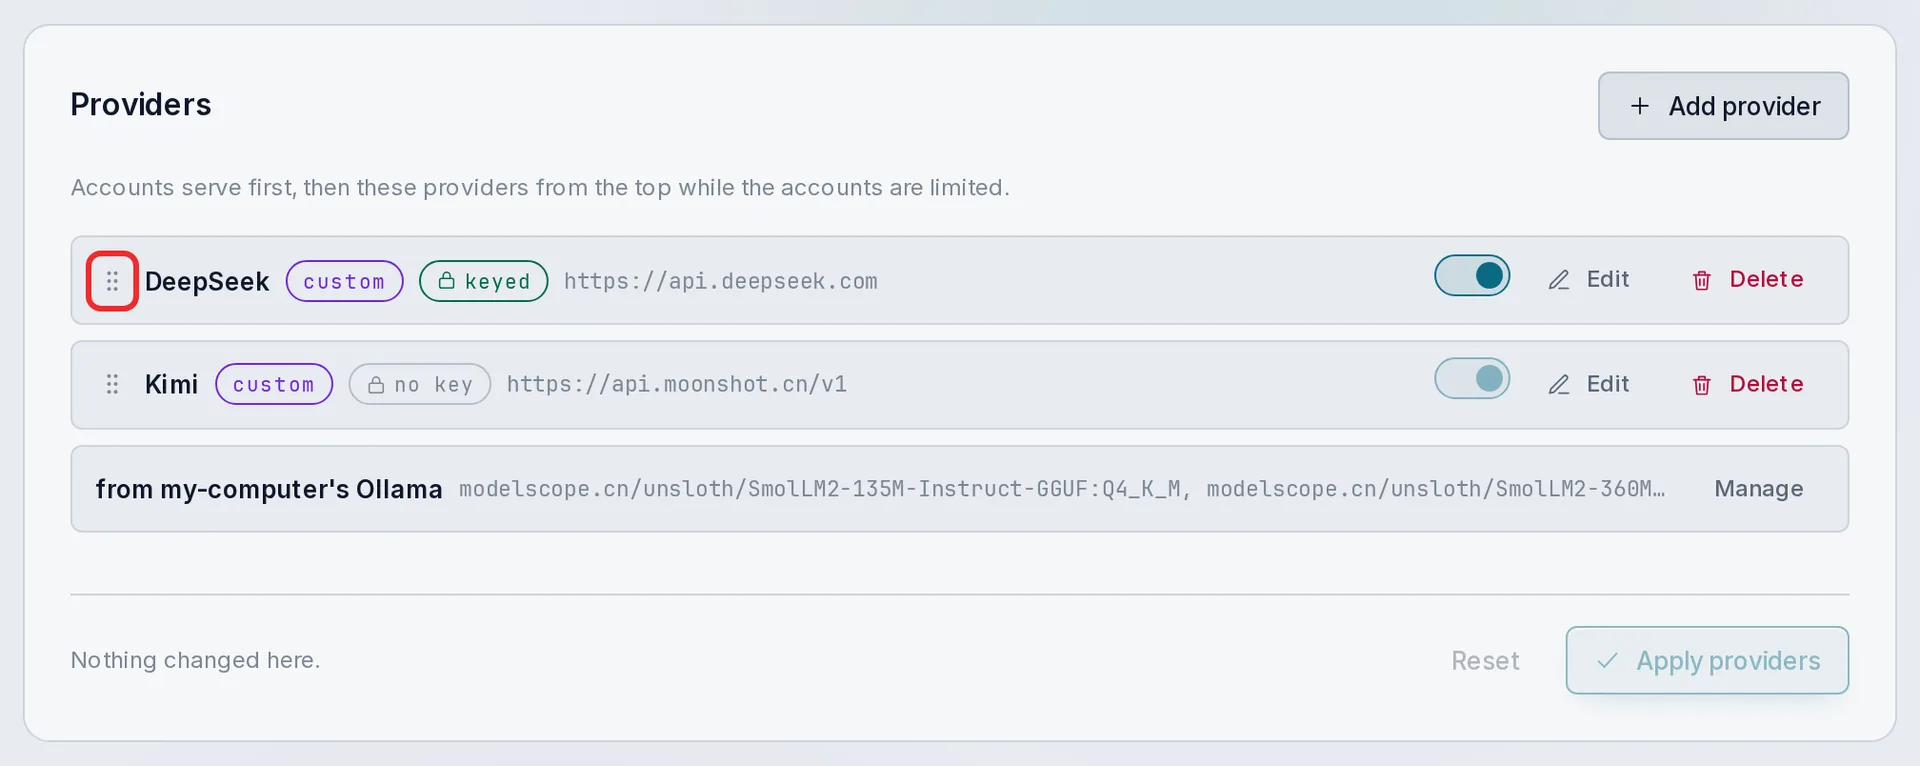 Providers
+ Add provider
Accounts serve first, then these providers from the top while the accounts are limited.
DeepSeek custom keyed https://api.deepseek.com Edit Delete
Kimi custom no key https://api.moonshot.cn/v1 Edit Delete
from my-computer's Ollama modelscope.cn/unsloth/SmolLM2-135M-Instruct-GGUF:Q4_K_M, modelscope.cn/unsloth/SmolLM2-360M… Manage
Nothing changed here. Reset Apply providers